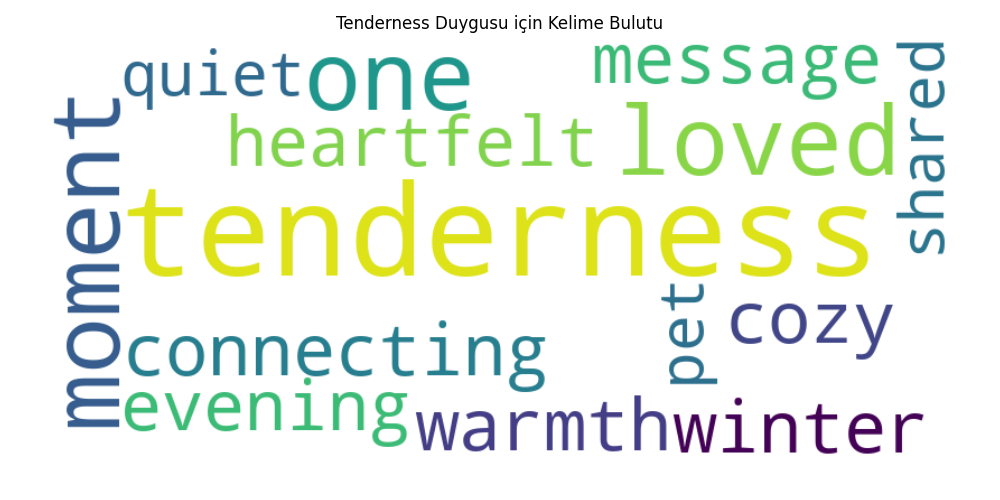 Tenderness Duygusu için Kelime Bulutu
quiet
one
message
shared
heartfelt
loved
moment
tenderness
pet
cozy
connecting
evening
warmth
winter